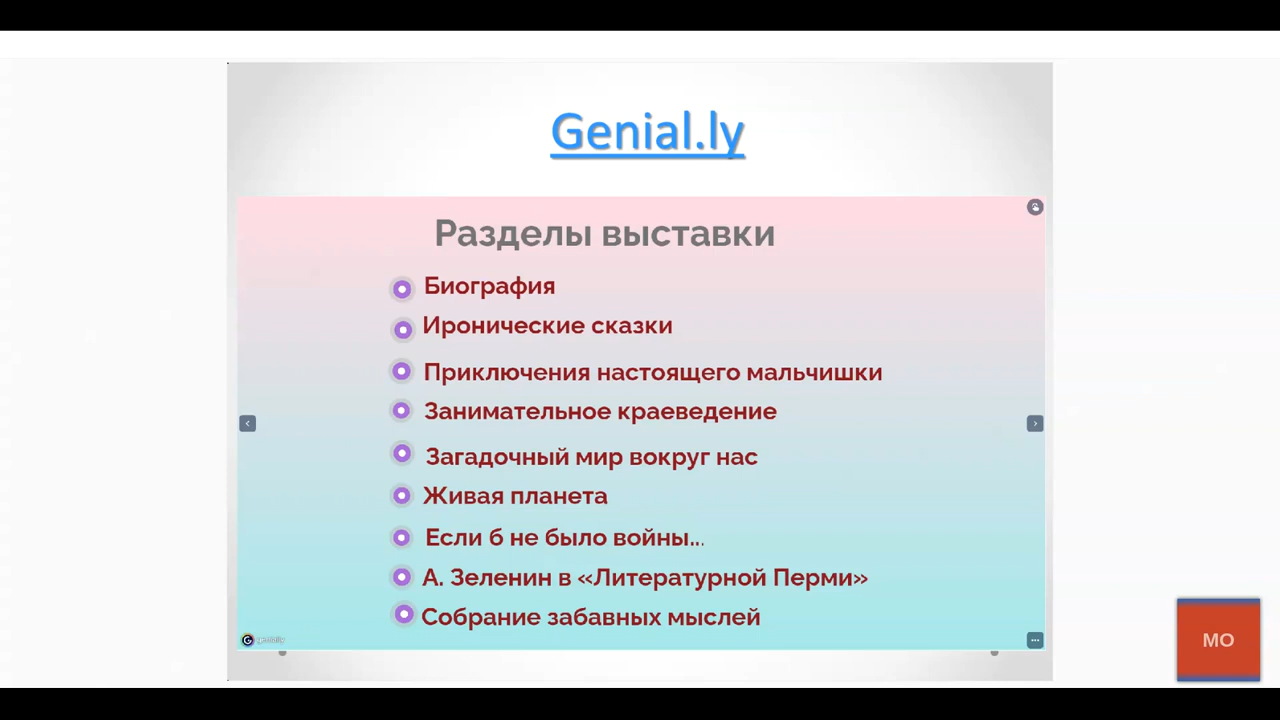 Genial.ly
Разделы выставки
Биография
Иронические сказки
Приключения настоящего мальчишки
Занимательное краеведение
Загадочный мир вокруг нас
Живая планета
Если б не было войны...
А. Зеленин в «Литературной Перми»
Собрание забавных мыслей
МО